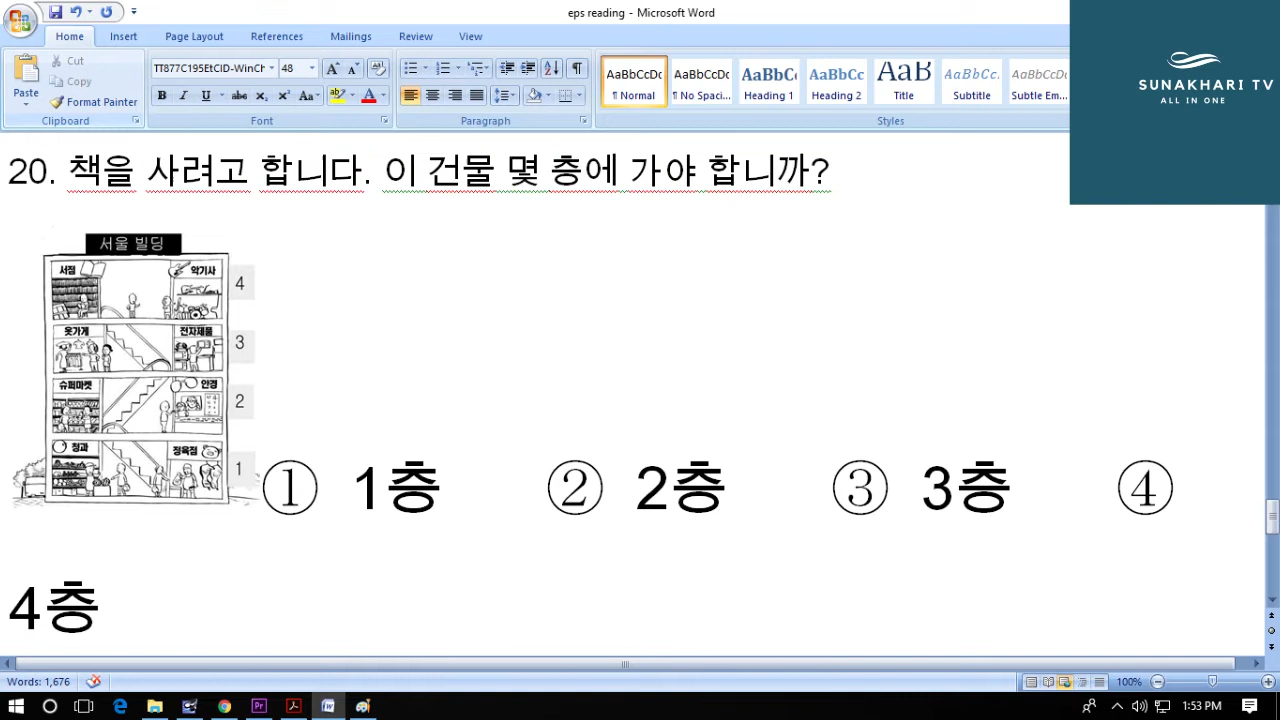 eps reading - Microsoft Word
Home Insert Page Layout References Mailings Review View
SUNAKHARI TV
ALL IN ONE
Paste
Cut
Copy
Format Painter
Clipboard
TT877C195EtCID-WinCh 48
Font
Paragraph
AaBbCcDc AaBbCcDc AaBbCc AaBbCc AaB AaBbCcDc AaBbCcDc
¶ Normal ¶ No Spaci... Heading 1 Heading 2 Title Subtitle Subtle Em...
Styles
20. 책을 사려고 합니다. 이 건물 몇 층에 가야 합니까?
서울 빌딩
서점 악기사 4
옷가게 전자제품 3
슈퍼마켓 안경 2
청과 정육점 1
① 1층 ② 2층 ③ 3층 ④
4층
Words: 1,676
100%
1:53 PM